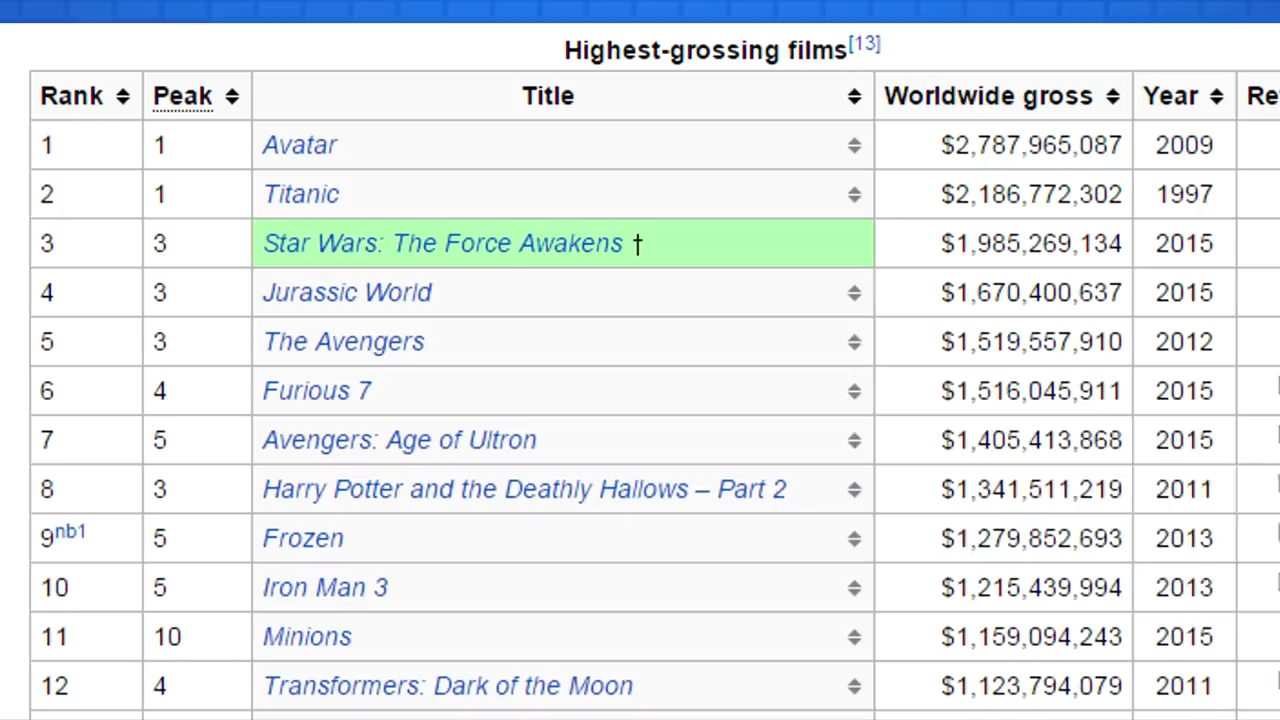 Highest-grossing films[13]
Rank Peak Title Worldwide gross Year Re
1 1 Avatar $2,787,965,087 2009
2 1 Titanic $2,186,772,302 1997
3 3 Star Wars: The Force Awakens † $1,985,269,134 2015
4 3 Jurassic World $1,670,400,637 2015
5 3 The Avengers $1,519,557,910 2012
6 4 Furious 7 $1,516,045,911 2015
7 5 Avengers: Age of Ultron $1,405,413,868 2015
8 3 Harry Potter and the Deathly Hallows – Part 2 $1,341,511,219 2011
9nb1 5 Frozen $1,279,852,693 2013
10 5 Iron Man 3 $1,215,439,994 2013
11 10 Minions $1,159,094,243 2015
12 4 Transformers: Dark of the Moon $1,123,794,079 2011